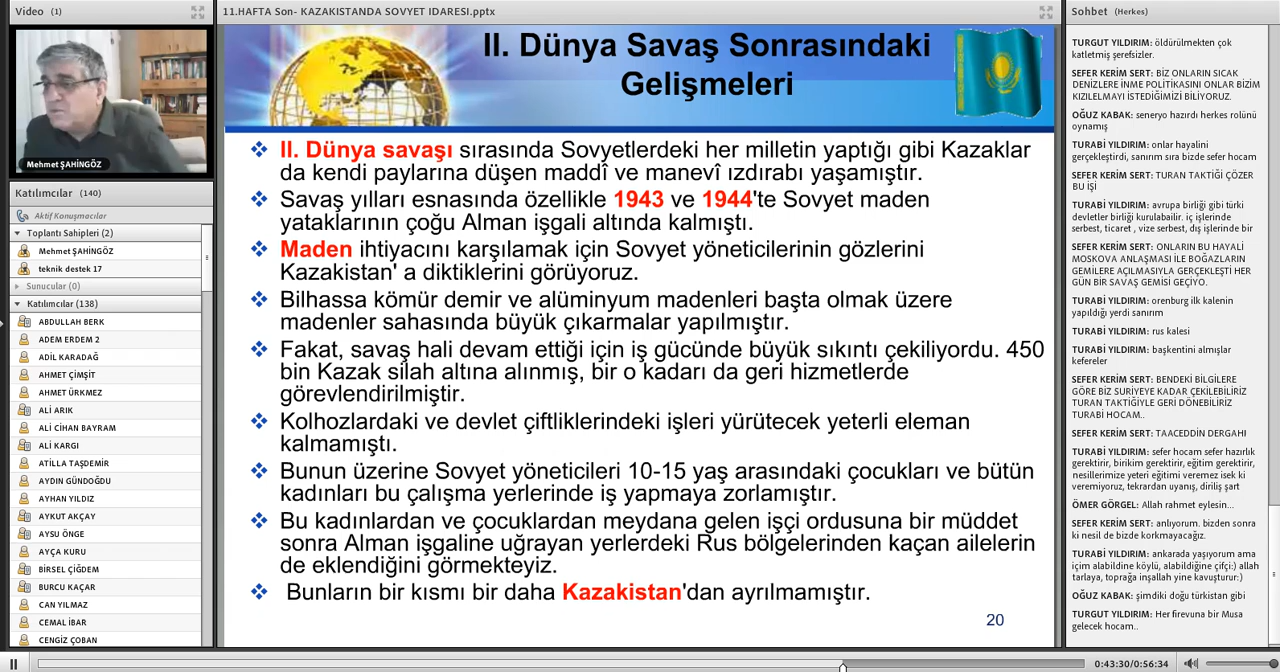 Video (1)
Mehmet ŞAHİNGÖZ
Katılımcılar (140)
Aktif Konuşmacılar
Toplantı Sahipleri (2)
Mehmet ŞAHİNGÖZ
teknik destek 17
Sunucular (0)
Katılımcılar (138)
ABDULLAH BERK
ADEM ERDEM 2
ADİL KARADAĞ
AHMET ÇİMŞİT
AHMET ÜRKMEZ
ALİ ARIK
ALİ CİHAN BAYRAM
ALİ KARGI
ATİLLA TAŞDEMİR
AYDIN GÜNDOĞDU
AYHAN YILDIZ
AYKUT AKÇAY
AYSU ÖNGE
AYÇA KURU
BİRSEL ÇİĞDEM
BURCU KAÇAR
CAN YILMAZ
CEMAL İBAR
CENGİZ ÇOBAN
11.HAFTA Son- KAZAKISTANDA SOVYET IDARESI.pptx
II. Dünya Savaş Sonrasındaki
Gelişmeleri
II. Dünya savaşı sırasında Sovyetlerdeki her milletin yaptığı gibi Kazaklar
da kendi paylarına düşen maddî ve manevî ızdırabı yaşamıştır.
Savaş yılları esnasında özellikle 1943 ve 1944'te Sovyet maden
yataklarının çoğu Alman işgali altında kalmıştı.
Maden ihtiyacını karşılamak için Sovyet yöneticilerinin gözlerini
Kazakistan' a diktiklerini görüyoruz.
Bilhassa kömür demir ve alüminyum madenleri başta olmak üzere
madenler sahasında büyük çıkarmalar yapılmıştır.
Fakat, savaş hali devam ettiği için iş gücünde büyük sıkıntı çekiliyordu. 450
bin Kazak silah altına alınmış, bir o kadarı da geri hizmetlerde
görevlendirilmiştir.
Kolhozlardaki ve devlet çiftliklerindeki işleri yürütecek yeterli eleman
kalmamıştı.
Bunun üzerine Sovyet yöneticileri 10-15 yaş arasındaki çocukları ve bütün
kadınları bu çalışma yerlerinde iş yapmaya zorlamıştır.
Bu kadınlardan ve çocuklardan meydana gelen işçi ordusuna bir müddet
sonra Alman işgaline uğrayan yerlerdeki Rus bölgelerinden kaçan ailelerin
de eklendiğini görmekteyiz.
Bunların bir kısmı bir daha Kazakistan'dan ayrılmamıştır.
20
Sohbet (Herkes)
TURGUT YILDIRIM: öldürülmekten çok
katletmiş şerefsizler.
SEFER KERİM SERT: BİZ ONLARIN SICAK
DENİZLERE İNME POLİTİKASINI ONLAR BİZİM
KIZILELMAYI İSTEDİĞİMİZİ BİLİYORUZ.
OĞUZ KABAK: seneryo hazırdı herkes rolünü
oynamış
TURABİ YILDIRIM: onlar hayalini
gerçekleştirdi, sanırım sıra bizde sefer hocam
SEFER KERİM SERT: TURAN TAKTİĞİ ÇÖZER
BU İŞİ
TURABİ YILDIRIM: avrupa birliği gibi türki
devletler birliği kurulabailir. iç işlerinde
serbest, ticaret , vize serbest, dış işlerinde bir
SEFER KERİM SERT: ONLARIN BU HAYALİ
MOSKOVA ANLAŞMASI İLE BOĞAZLARIN
GEMİLERE AÇILMASIYLA GERÇEKLEŞTİ HER
GÜN BİR SAVAŞ GEMİSİ GEÇİYO.
TURABİ YILDIRIM: orenburg ilk kalenin
yapıldığı yerdi sanırım
TURABİ YILDIRIM: rus kalesi
TURABİ YILDIRIM: başkentini almışlar
kefereler
SEFER KERİM SERT: BENDEKİ BİLGİLERE
GÖRE BİZ SURİYEYE KADAR ÇEKİLEBİLİRİZ
TURAN TAKTİĞİYLE GERİ DÖNEBİLİRİZ
TURABİ HOCAM..
SEFER KERİM SERT: TAACEDDİN DERGAHI
TURABİ YILDIRIM: sefer hocam sefer hazırlık
gerektirir, birikim gerektirir, eğitim gerektirir,
nesillerimize yeteri eğitimi veremez isek ki
veremiyoruz, tekrardan uyanış, diriliş şart
ÖMER GÖRGEL: Allah rahmet eylesin...
SEFER KERİM SERT: anlıyorum. bizden sonra
ki nesil de bizde korkmayacağız.
TURABİ YILDIRIM: ankarada yaşıyorum ama
içim alabildine köylü, alabildiğine çifçi:) allah
tarlaya, toprağa inşallah yine kavuşturur:)
OĞUZ KABAK: şimdiki doğu türkistan gibi
TURGUT YILDIRIM: Her firevuna bir Musa
gelecek hocam..
0:43:30/0:56:34